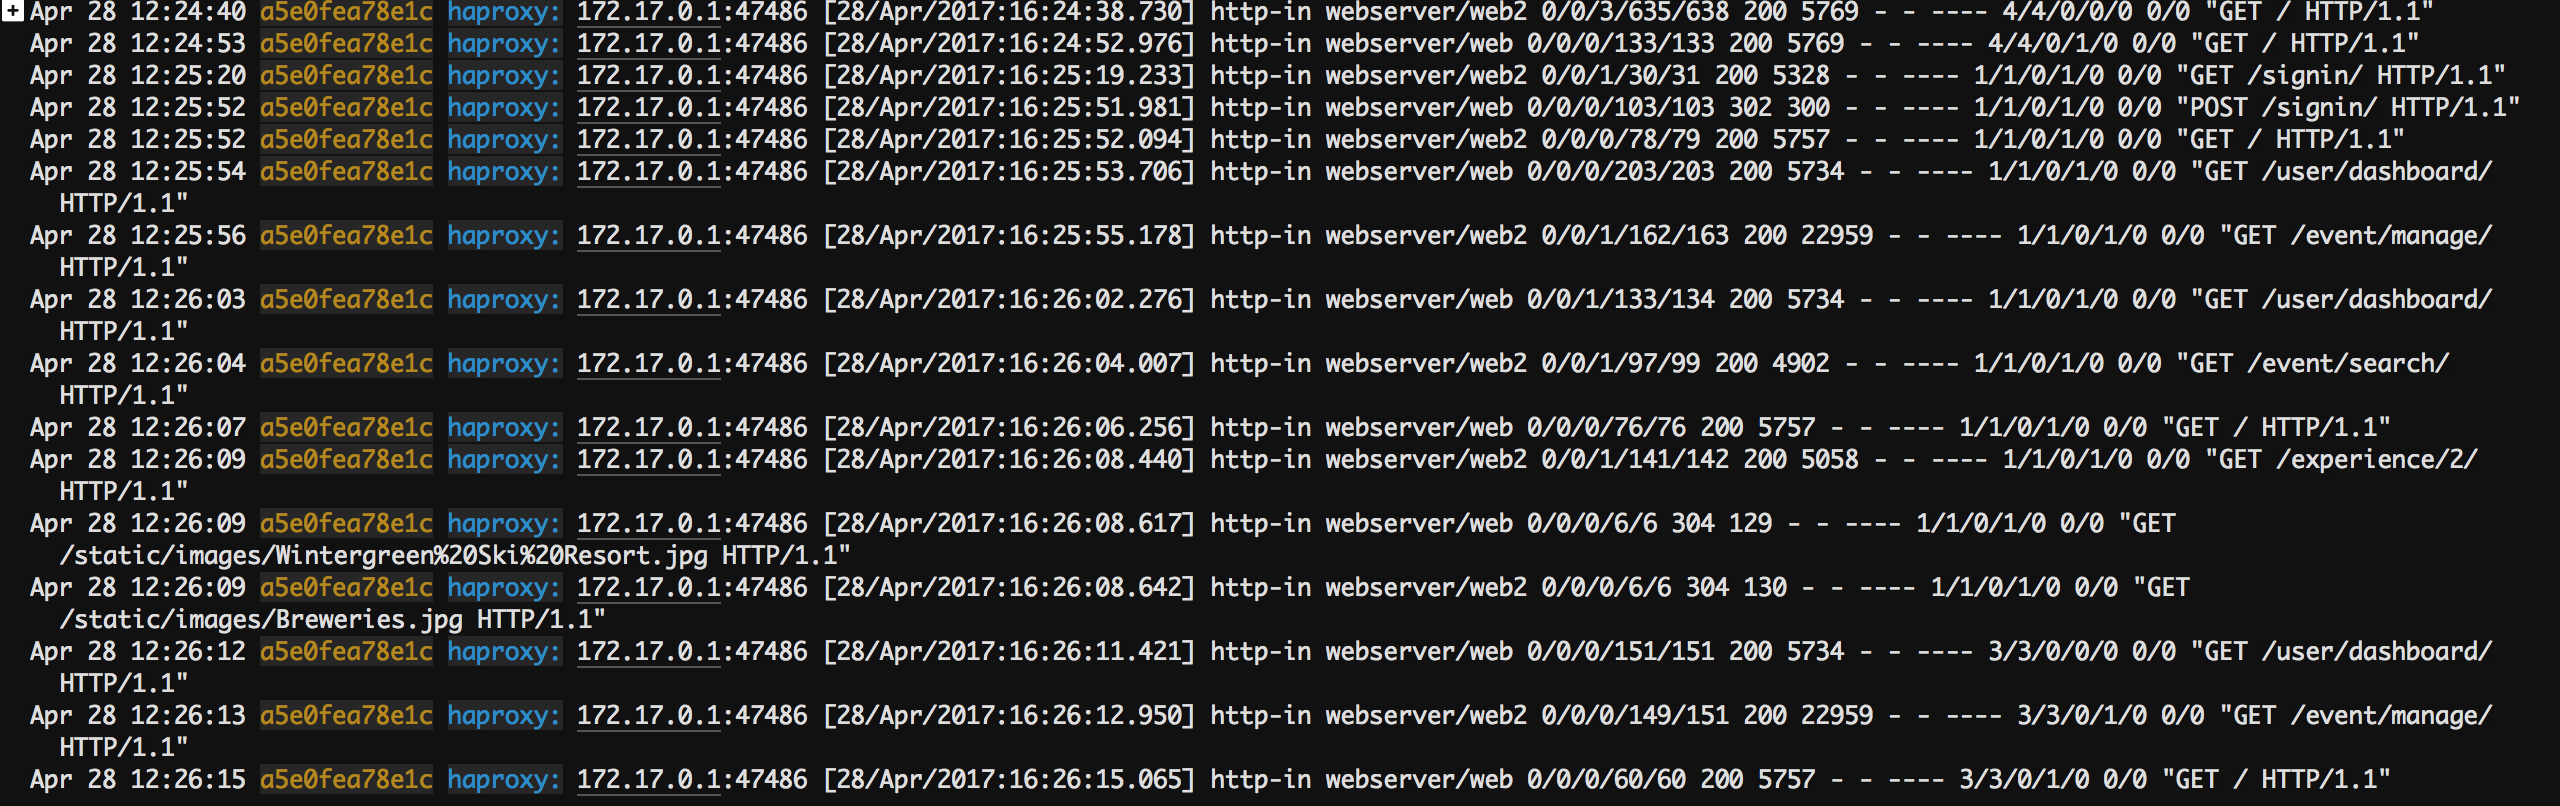 Apr 28 12:24:40 a5e0fea78e1c haproxy: 172.17.0.1:47486 [28/Apr/2017:16:24:38.730] http-in webserver/web2 0/0/3/635/638 200 5769 - - ---- 4/4/0/0/0 0/0 "GET / HTTP/1.1"
Apr 28 12:24:53 a5e0fea78e1c haproxy: 172.17.0.1:47486 [28/Apr/2017:16:24:52.976] http-in webserver/web 0/0/0/133/133 200 5769 - - ---- 4/4/0/1/0 0/0 "GET / HTTP/1.1"
Apr 28 12:25:20 a5e0fea78e1c haproxy: 172.17.0.1:47486 [28/Apr/2017:16:25:19.233] http-in webserver/web2 0/0/1/30/31 200 5328 - - ---- 1/1/0/1/0 0/0 "GET /signin/ HTTP/1.1"
Apr 28 12:25:52 a5e0fea78e1c haproxy: 172.17.0.1:47486 [28/Apr/2017:16:25:51.981] http-in webserver/web 0/0/0/103/103 302 300 - - ---- 1/1/0/1/0 0/0 "POST /signin/ HTTP/1.1"
Apr 28 12:25:52 a5e0fea78e1c haproxy: 172.17.0.1:47486 [28/Apr/2017:16:25:52.094] http-in webserver/web2 0/0/0/78/79 200 5757 - - ---- 1/1/0/1/0 0/0 "GET / HTTP/1.1"
Apr 28 12:25:54 a5e0fea78e1c haproxy: 172.17.0.1:47486 [28/Apr/2017:16:25:53.706] http-in webserver/web 0/0/0/203/203 200 5734 - - ---- 1/1/0/1/0 0/0 "GET /user/dashboard/
HTTP/1.1"
Apr 28 12:25:56 a5e0fea78e1c haproxy: 172.17.0.1:47486 [28/Apr/2017:16:25:55.178] http-in webserver/web2 0/0/1/162/163 200 22959 - - ---- 1/1/0/1/0 0/0 "GET /event/manage/
HTTP/1.1"
Apr 28 12:26:03 a5e0fea78e1c haproxy: 172.17.0.1:47486 [28/Apr/2017:16:26:02.276] http-in webserver/web 0/0/1/133/134 200 5734 - - ---- 1/1/0/1/0 0/0 "GET /user/dashboard/
HTTP/1.1"
Apr 28 12:26:04 a5e0fea78e1c haproxy: 172.17.0.1:47486 [28/Apr/2017:16:26:04.007] http-in webserver/web2 0/0/1/97/99 200 4902 - - ---- 1/1/0/1/0 0/0 "GET /event/search/
HTTP/1.1"
Apr 28 12:26:07 a5e0fea78e1c haproxy: 172.17.0.1:47486 [28/Apr/2017:16:26:06.256] http-in webserver/web 0/0/0/76/76 200 5757 - - ---- 1/1/0/1/0 0/0 "GET / HTTP/1.1"
Apr 28 12:26:09 a5e0fea78e1c haproxy: 172.17.0.1:47486 [28/Apr/2017:16:26:08.440] http-in webserver/web2 0/0/1/141/142 200 5058 - - ---- 1/1/0/1/0 0/0 "GET /experience/2/
HTTP/1.1"
Apr 28 12:26:09 a5e0fea78e1c haproxy: 172.17.0.1:47486 [28/Apr/2017:16:26:08.617] http-in webserver/web 0/0/0/6/6 304 129 - - ---- 1/1/0/1/0 0/0 "GET
/static/images/Wintergreen%20Ski%20Resort.jpg HTTP/1.1"
Apr 28 12:26:09 a5e0fea78e1c haproxy: 172.17.0.1:47486 [28/Apr/2017:16:26:08.642] http-in webserver/web2 0/0/0/6/6 304 130 - - ---- 1/1/0/1/0 0/0 "GET
/static/images/Breweries.jpg HTTP/1.1"
Apr 28 12:26:12 a5e0fea78e1c haproxy: 172.17.0.1:47486 [28/Apr/2017:16:26:11.421] http-in webserver/web 0/0/0/151/151 200 5734 - - ---- 3/3/0/0/0 0/0 "GET /user/dashboard/
HTTP/1.1"
Apr 28 12:26:13 a5e0fea78e1c haproxy: 172.17.0.1:47486 [28/Apr/2017:16:26:12.950] http-in webserver/web2 0/0/0/149/151 200 22959 - - ---- 3/3/0/1/0 0/0 "GET /event/manage/
HTTP/1.1"
Apr 28 12:26:15 a5e0fea78e1c haproxy: 172.17.0.1:47486 [28/Apr/2017:16:26:15.065] http-in webserver/web 0/0/0/60/60 200 5757 - - ---- 3/3/0/1/0 0/0 "GET / HTTP/1.1"